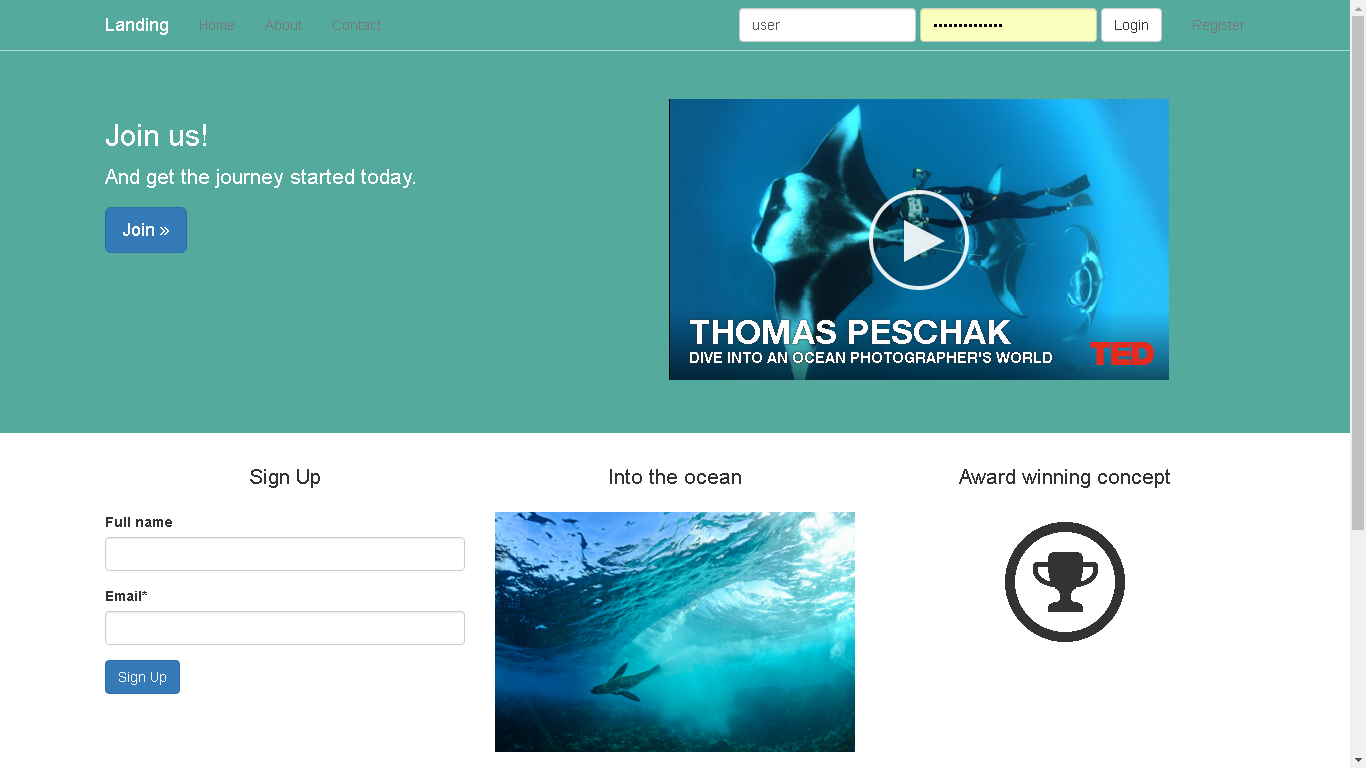 Landing Home About Contact user •••••••••••••• Login Register
Join us!
And get the journey started today.
Join »
THOMAS PESCHAK
DIVE INTO AN OCEAN PHOTOGRAPHER'S WORLD
TED
Sign Up
Full name
Email*
Sign Up
Into the ocean
Award winning concept